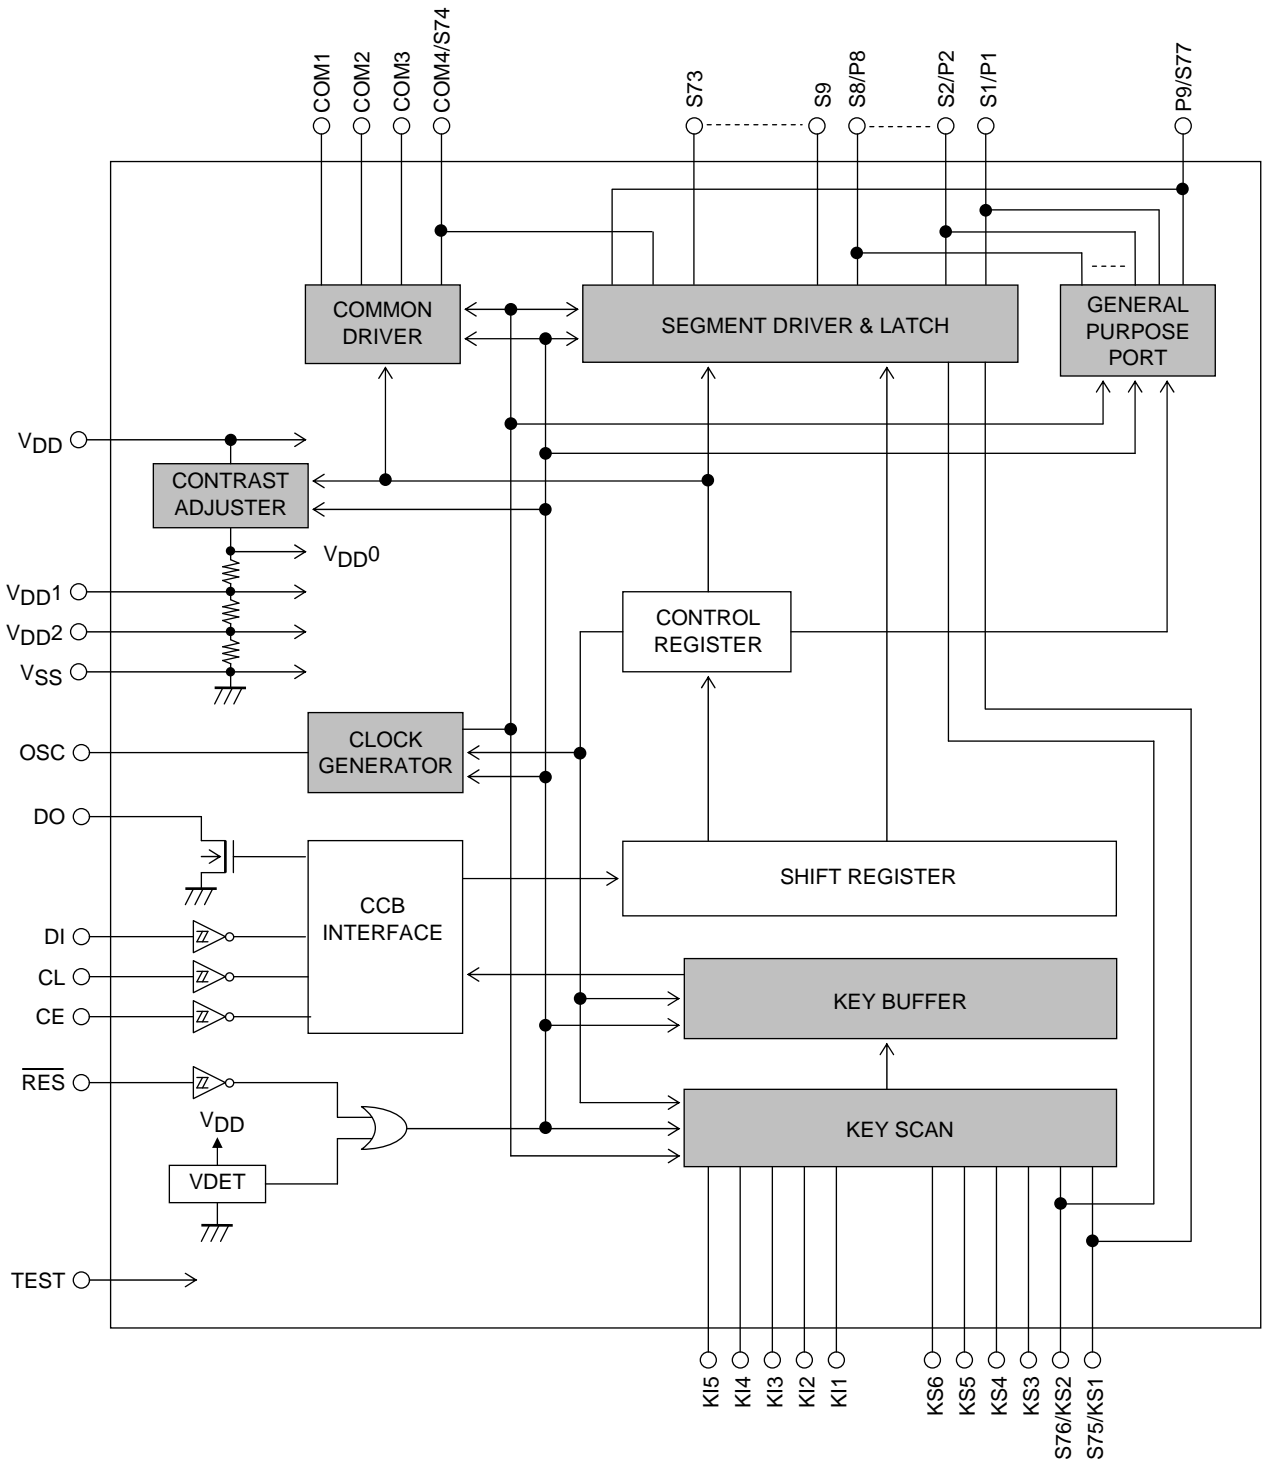 COM1
COM2
COM3
COM4/S74
S73
S9
S8/P8
S2/P2
S1/P1
P9/S77
COMMON
DRIVER
SEGMENT DRIVER & LATCH
GENERAL
PURPOSE
PORT
VDD
CONTRAST
ADJUSTER
VDD0
VDD1
VDD2
VSS
CONTROL
REGISTER
OSC
CLOCK
GENERATOR
DO
CCB
INTERFACE
SHIFT REGISTER
DI
CL
CE
KEY BUFFER
RES
VDD
VDET
KEY SCAN
TEST
KI5
KI4
KI3
KI2
KI1
KS6
KS5
KS4
KS3
S76/KS2
S75/KS1